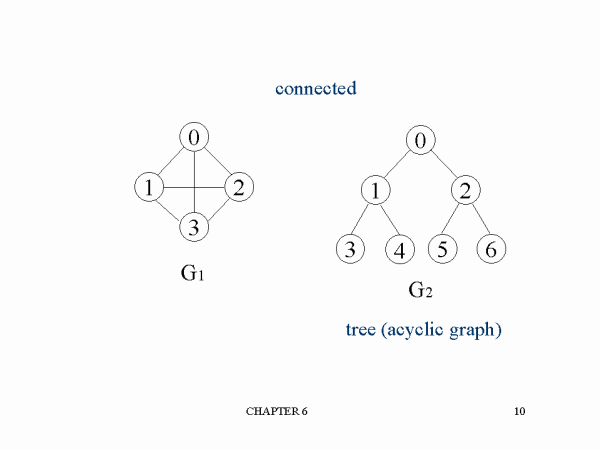 connected
0
1 2
3
G1
0
1 2
3 4 5 6
G2
tree (acyclic graph)
CHAPTER 6 10